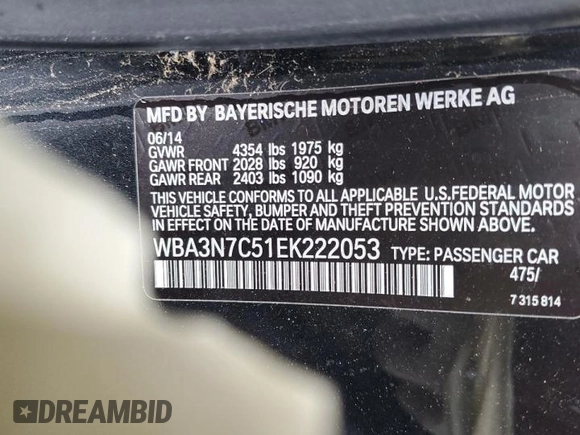 MFD BY BAYERISCHE MOTOREN WERKE AG
06/14
GVWR 4354 lbs 1975 kg
GAWR FRONT 2028 lbs 920 kg
GAWR REAR 2403 lbs 1090 kg
THIS VEHICLE CONFORMS TO ALL APPLICABLE U.S.FEDERAL MOTOR
VEHICLE SAFETY, BUMPER, AND THEFT PREVENTION STANDARDS
IN EFFECT ON THE DATE OF MANUFACTURE SHOWN ABOVE.
WBA3N7C51EK222053 TYPE: PASSENGER CAR
475/
7 315 814
DREAMBID